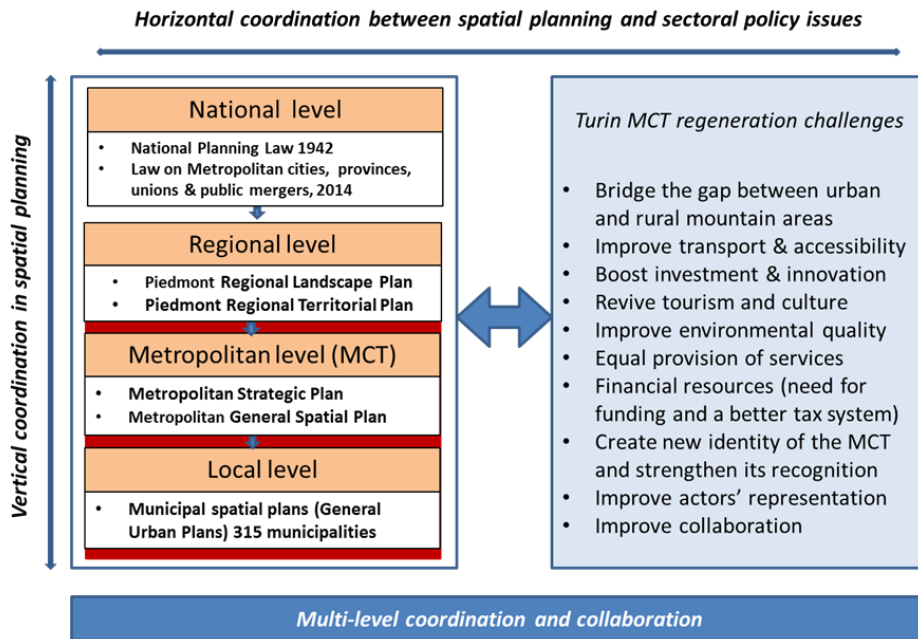 Horizontal coordination between spatial planning and sectoral policy issues
Vertical coordination in spatial planning
National level
• National Planning Law 1942
• Law on Metropolitan cities, provinces,
unions & public mergers, 2014
Regional level
• Piedmont Regional Landscape Plan
• Piedmont Regional Territorial Plan
Metropolitan level (MCT)
• Metropolitan Strategic Plan
• Metropolitan General Spatial Plan
Local level
• Municipal spatial plans (General
Urban Plans) 315 municipalities
Turin MCT regeneration challenges
• Bridge the gap between urban
and rural mountain areas
• Improve transport & accessibility
• Boost investment & innovation
• Revive tourism and culture
• Improve environmental quality
• Equal provision of services
• Financial resources (need for
funding and a better tax system)
• Create new identity of the MCT
and strengthen its recognition
• Improve actors’ representation
• Improve collaboration
Multi-level coordination and collaboration